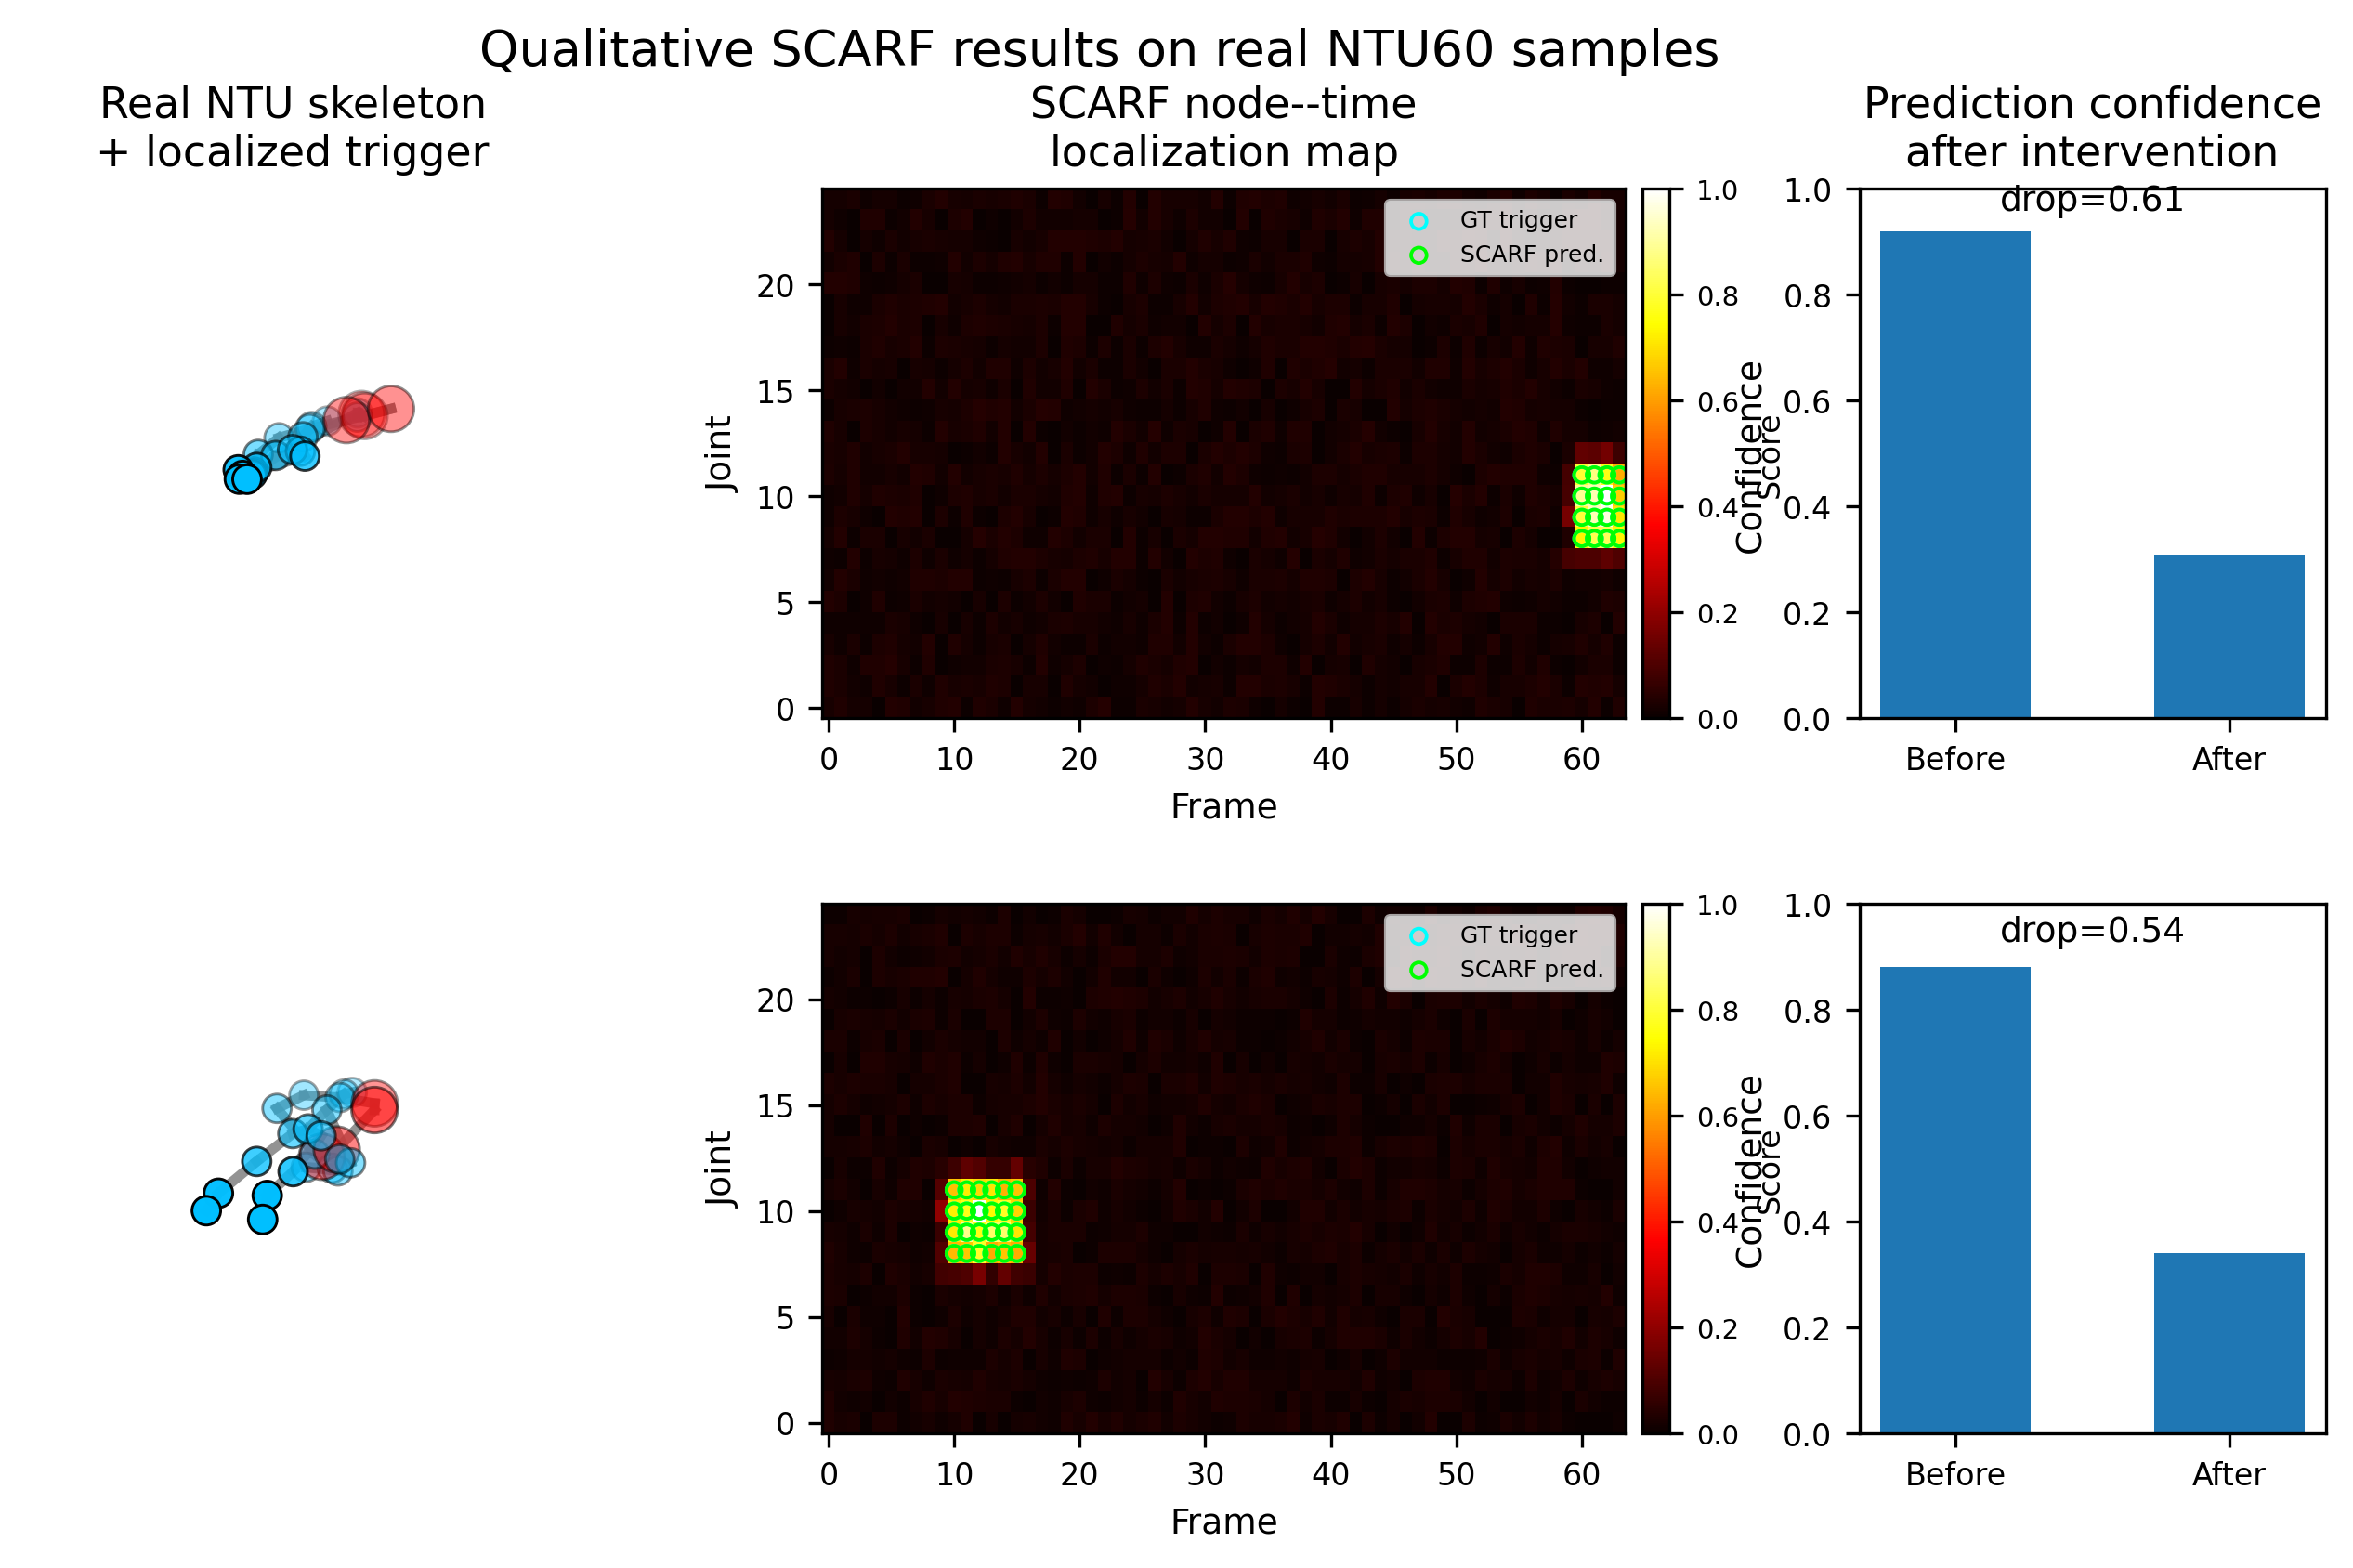 Qualitative SCARF results on real NTU60 samples
Real NTU skeleton
+ localized trigger
SCARF node--time
localization map
Prediction confidence
after intervention
GT trigger
SCARF pred.
20
15
10
5
0
Joint
0 10 20 30 40 50 60
Frame
1.0
0.8
0.6
0.4
0.2
0.0
Score
Confidence
1.0
0.8
0.6
0.4
0.2
0.0
drop=0.61
Before After
GT trigger
SCARF pred.
20
15
10
5
0
Joint
0 10 20 30 40 50 60
Frame
1.0
0.8
0.6
0.4
0.2
0.0
Score
Confidence
1.0
0.8
0.6
0.4
0.2
0.0
drop=0.54
Before After